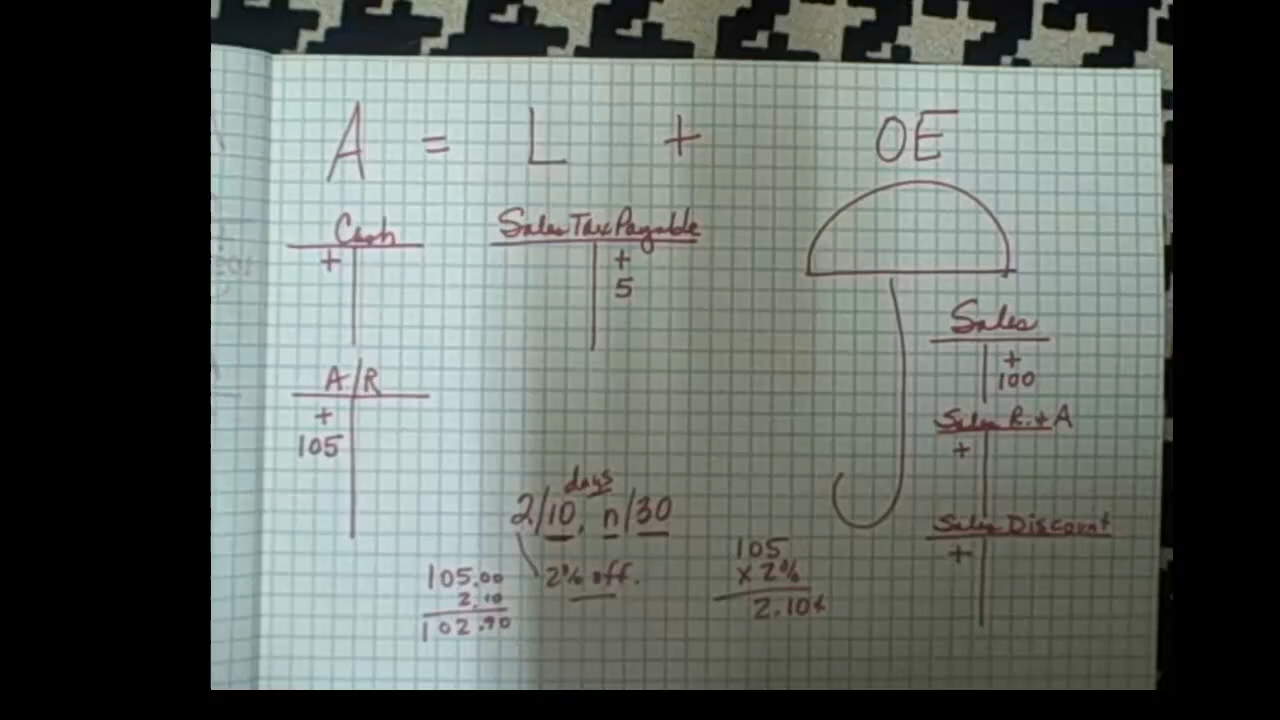 A = L + OE
Cash
+
Sales Tax Payable
+
5
A/R
+
105
Sales
+
100
Sales R. + A
+
Sales Discount
+
days
2/10, n/30
2% off.
105.00
2.10
102.90
105
x 2%
2.10